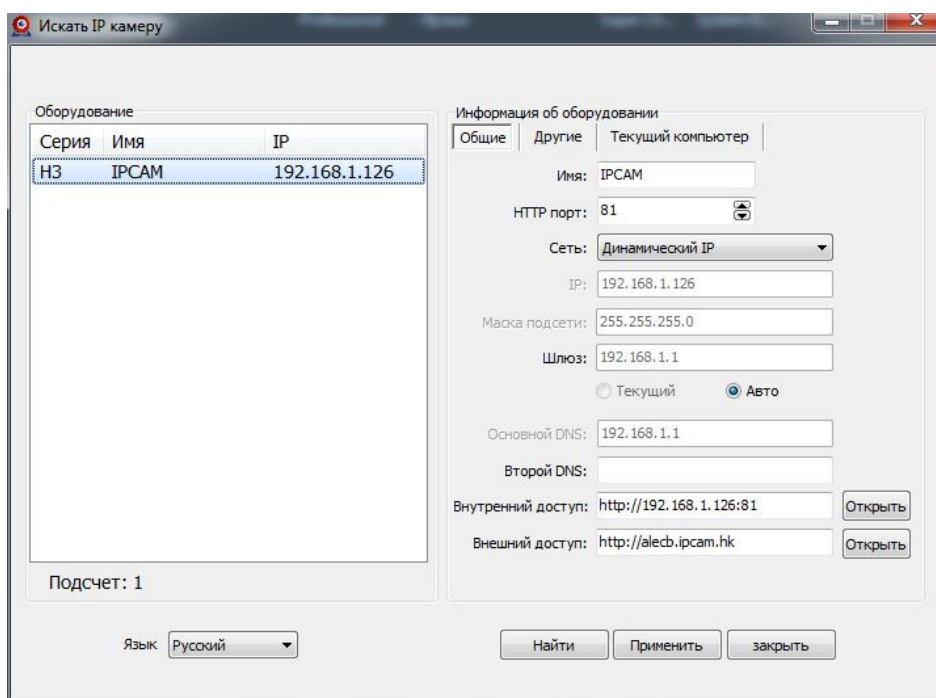 Искать IP камеру
Оборудование
Серия Имя IP
H3 IPCAM 192.168.1.126
Подсчет: 1
Информация об оборудовании
Общие Другие Текущий компьютер
Имя: IPCAM
HTTP порт: 81
Сеть: Динамический IP
IP: 192.168.1.126
Маска подсети: 255.255.255.0
Шлюз: 192.168.1.1
Текущий Авто
Основной DNS: 192.168.1.1
Второй DNS:
Внутренний доступ: http://192.168.1.126:81 Открыть
Внешний доступ: http://alecb.ipcam.hk Открыть
Язык Русский
Найти Применить закрыть